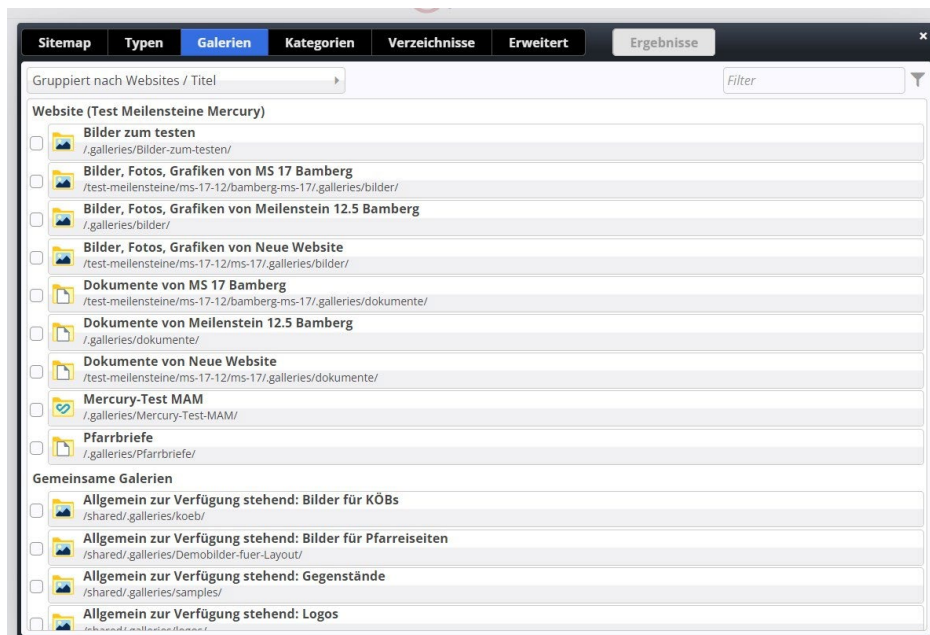 Sitemap Typen Galerien Kategorien Verzeichnisse Erweitert Ergebnisse ×
Gruppiert nach Websites / Titel Filter
Website (Test Meilensteine Mercury)
Bilder zum testen
/.galleries/Bilder-zum-testen/
Bilder, Fotos, Grafiken von MS 17 Bamberg
/test-meilensteine/ms-17-12/bamberg-ms-17/.galleries/bilder/
Bilder, Fotos, Grafiken von Meilenstein 12.5 Bamberg
/.galleries/bilder/
Bilder, Fotos, Grafiken von Neue Website
/test-meilensteine/ms-17-12/ms-17/.galleries/bilder/
Dokumente von MS 17 Bamberg
/test-meilensteine/ms-17-12/bamberg-ms-17/.galleries/dokumente/
Dokumente von Meilenstein 12.5 Bamberg
/.galleries/dokumente/
Dokumente von Neue Website
/test-meilensteine/ms-17-12/ms-17/.galleries/dokumente/
Mercury-Test MAM
/.galleries/Mercury-Test-MAM/
Pfarrbriefe
/.galleries/Pfarrbriefe/
Gemeinsame Galerien
Allgemein zur Verfügung stehend: Bilder für KÖBs
/shared/.galleries/koeb/
Allgemein zur Verfügung stehend: Bilder für Pfarreiseiten
/shared/.galleries/Demobilder-fuer-Layout/
Allgemein zur Verfügung stehend: Gegenstände
/shared/.galleries/samples/
Allgemein zur Verfügung stehend: Logos
/shared/.galleries/logos/